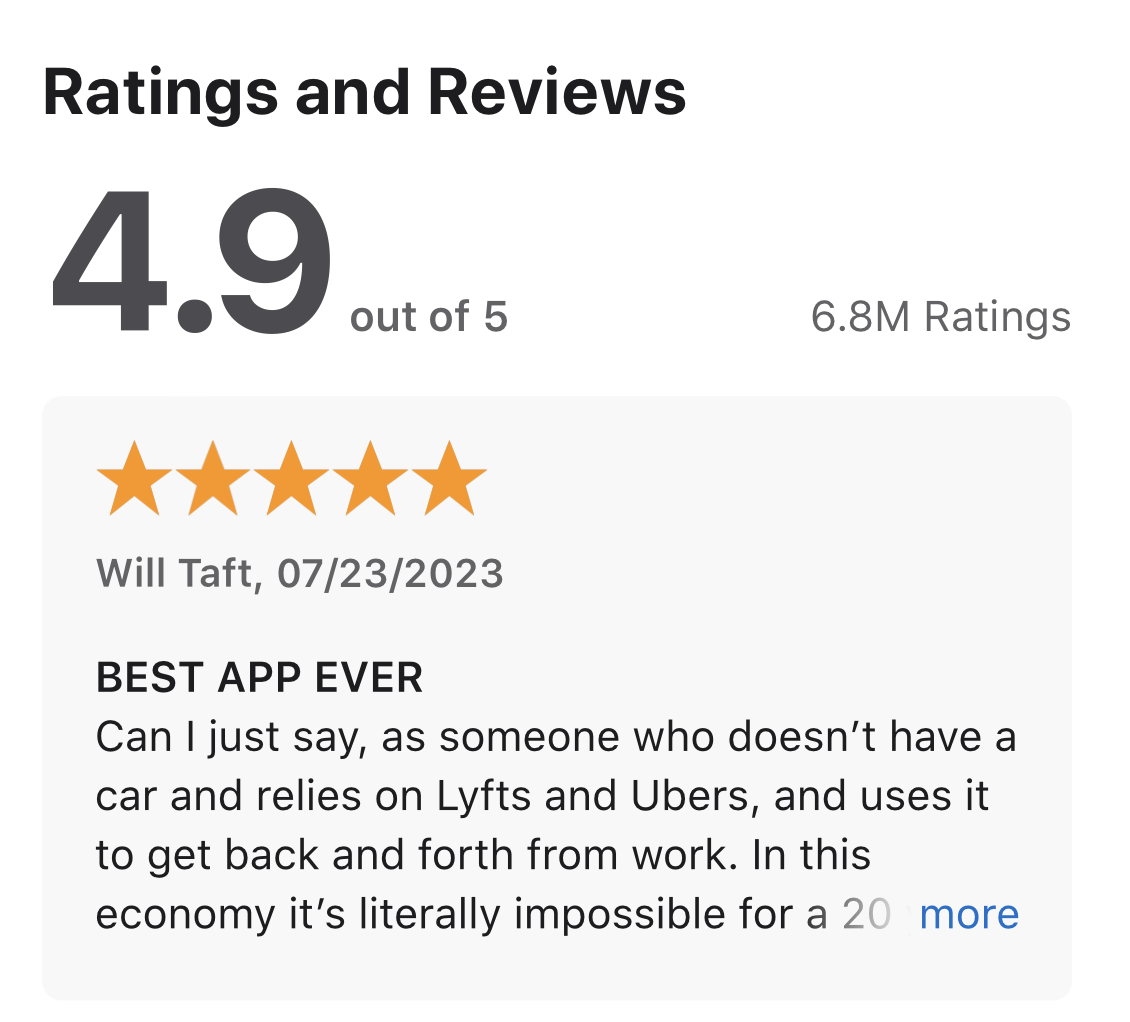 Ratings and Reviews
4.9 out of 5
6.8M Ratings
Will Taft, 07/23/2023
BEST APP EVER
Can I just say, as someone who doesn’t have a
car and relies on Lyfts and Ubers, and uses it
to get back and forth from work. In this
economy it’s literally impossible for a 20 more